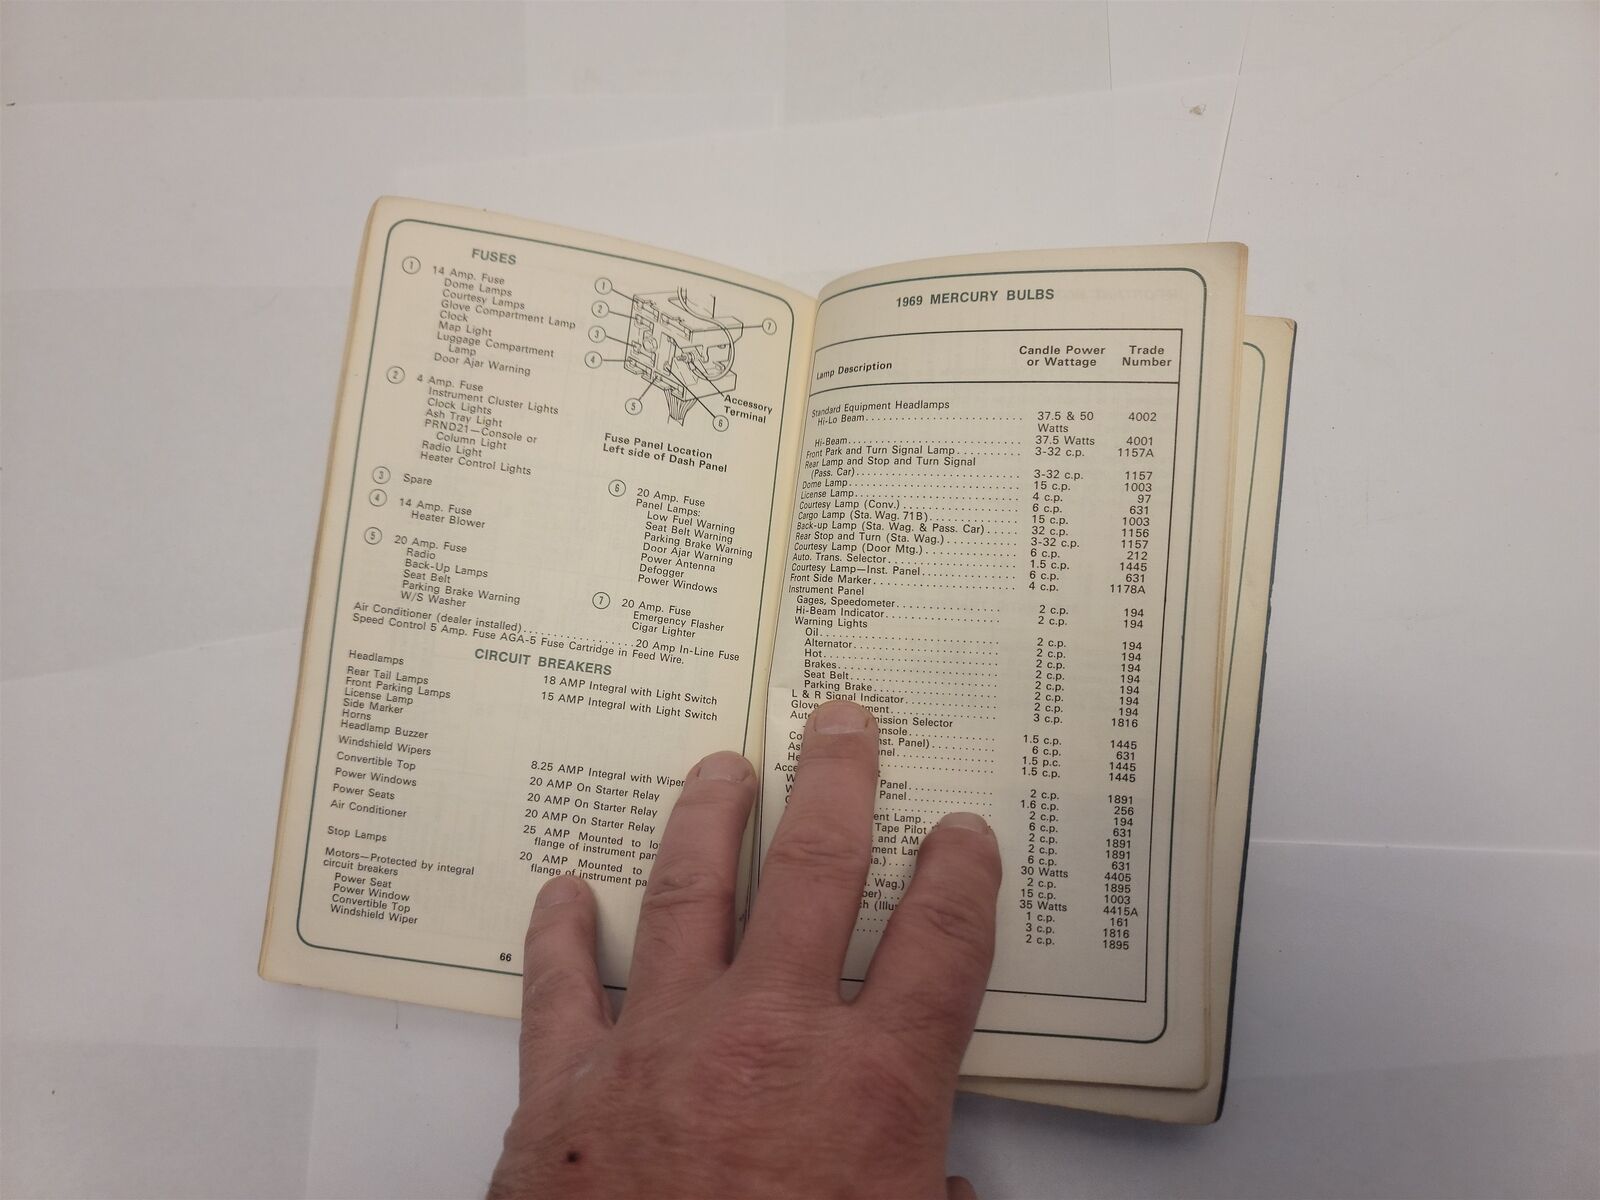 FUSES
1 14 Amp. Fuse
Dome Lamps
Courtesy Lamps
Glove Compartment Lamp
Clock
Map Light
Luggage Compartment
Lamp
Door Ajar Warning
2 4 Amp. Fuse
Instrument Cluster Lights
Clock Lights
Ash Tray Light
PRND21—Console or
Column Light
Radio Light
Heater Control Lights
3 Spare
4 14 Amp. Fuse
Heater Blower
5 20 Amp. Fuse
Radio
Back-Up Lamps
Seat Belt
Parking Brake Warning
W/S Washer
1
2
3
4
5
6
7
Accessory
Terminal
Fuse Panel Location
Left side of Dash Panel
6 20 Amp. Fuse
Panel Lamps:
Low Fuel Warning
Seat Belt Warning
Parking Brake Warning
Door Ajar Warning
Power Antenna
Defogger
Power Windows
7 20 Amp. Fuse
Emergency Flasher
Cigar Lighter
Air Conditioner (dealer installed)......................20 Amp In-Line Fuse
Speed Control 5 Amp. Fuse AGA-5 Fuse Cartridge in Feed Wire.
CIRCUIT BREAKERS
Headlamps 18 AMP Integral with Light Switch
Rear Tail Lamps 15 AMP Integral with Light Switch
Front Parking Lamps
License Lamp
Side Marker
Horns
Headlamp Buzzer
Windshield Wipers 8.25 AMP Integral with Wiper
Convertible Top 20 AMP On Starter Relay
Power Windows 20 AMP On Starter Relay
Power Seats 20 AMP On Starter Relay
Air Conditioner 25 AMP Mounted to
flange of instrument
Stop Lamps 20 AMP Mounted to
flange of instrument
Motors—Protected by integral
circuit breakers
Power Seat
Power Window
Convertible Top
Windshield Wiper
66
1969 MERCURY BULBS
Lamp Description Candle Power or Wattage Trade Number
Standard Equipment Headlamps
Hi-Lo Beam 37.5 & 50 4002
Watts
Hi-Beam 37.5 Watts 4001
Front Park and Turn Signal Lamp 3-32 c.p. 1157A
Rear Lamp and Stop and Turn Signal
(Pass. Car) 3-32 c.p. 1157
Dome Lamp 15 c.p. 1003
License Lamp 4 c.p. 97
Courtesy Lamp (Conv.) 6 c.p. 631
Cargo Lamp (Sta. Wag. 71B) 15 c.p. 1003
Back-up Lamp (Sta. Wag. & Pass. Car) 32 c.p. 1156
Rear Stop and Turn (Sta. Wag.) 3-32 c.p. 1157
Courtesy Lamp (Door Mtg.) 6 c.p. 212
Auto. Trans. Selector 1.5 c.p. 1445
Courtesy Lamp—Inst. Panel 6 c.p. 631
Front Side Marker 4 c.p. 1178A
Instrument Panel
Gages, Speedometer 2 c.p. 194
Hi-Beam Indicator 2 c.p. 194
Warning Lights
Oil 2 c.p. 194
Alternator 2 c.p. 194
Hot 2 c.p. 194
Brakes 2 c.p. 194
Seat Belt 2 c.p. 194
Parking Brake 2 c.p. 194
L & R Signal Indicator 2 c.p. 194
Glove 3 c.p. 1816
Selector
1.5 c.p. 1445
Panel) 6 c.p. 631
1.5 p.c. 1445
1.5 c.p. 1445
Panel 2 c.p. 1891
Panel 1.6 c.p. 256
2 c.p. 194
Lamp 6 c.p. 631
Tape Pilot 2 c.p. 1891
and AM 2 c.p. 1891
6 c.p. 631
30 Watts 4405
2 c.p. 1895
Wag.) 15 c.p. 1003
35 Watts 4415A
1 c.p. 161
3 c.p. 1816
2 c.p. 1895